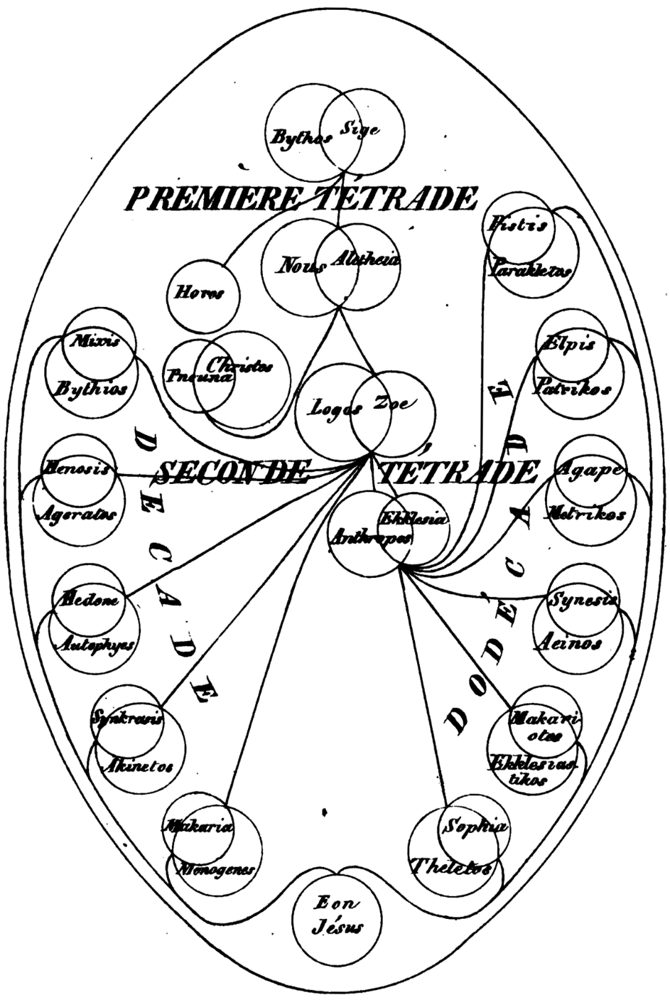 Bythos
Sige
PREMIÈRE TÉTRADE
Nous
Aletheia
Horos
Pneuma
Christos
Logos
Zoe
SECONDE TÉTRADE
Anthropos
Ekklesia
DECADE
Mixis
Bythios
Henosis
Ageratos
Hedone
Autophyes
Synkrasis
Akinetos
Makaria
Monogenes
DODÉCADE
Pistis
Parakletos
Elpis
Patrikos
Agape
Metrikos
Synesis
Aeinos
Makari-
otes
Ekklesias-
tikos
Sophia
Theletos
Eon
Jésus